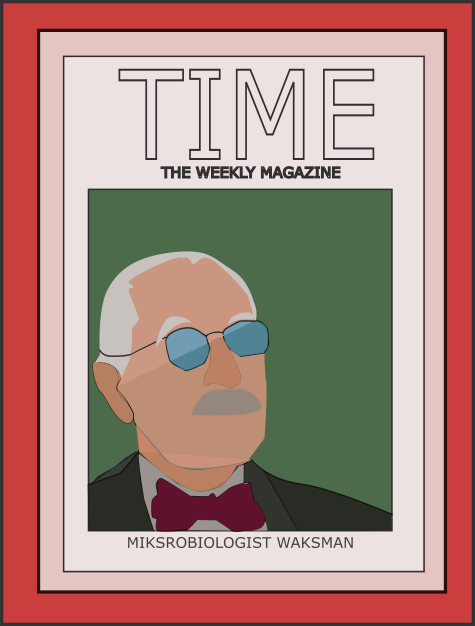 TIME
THE WEEKLY MAGAZINE
MIKSROBIOLOGIST WAKSMAN